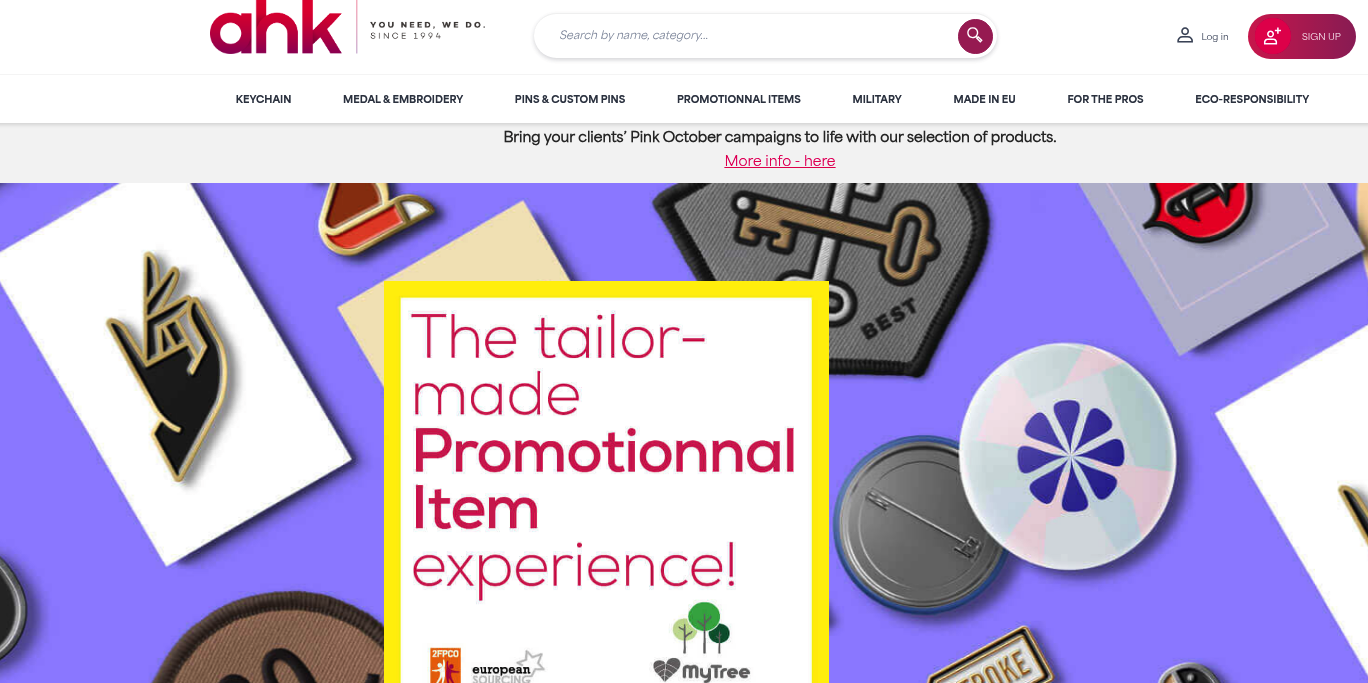 ahk
YOU NEED, WE DO.
SINCE 1994
Search by name, category...
Log in
SIGN UP
KEYCHAIN
MEDAL & EMBROIDERY
PINS & CUSTOM PINS
PROMOTIONNAL ITEMS
MILITARY
MADE IN EU
FOR THE PROS
ECO-RESPONSIBILITY
Bring your clients’ Pink October campaigns to life with our selection of products.
More info - here
BEST
The tailor-
made
Promotionnal
Item
experience!
2FPCO
european
SOURCING
MyTree